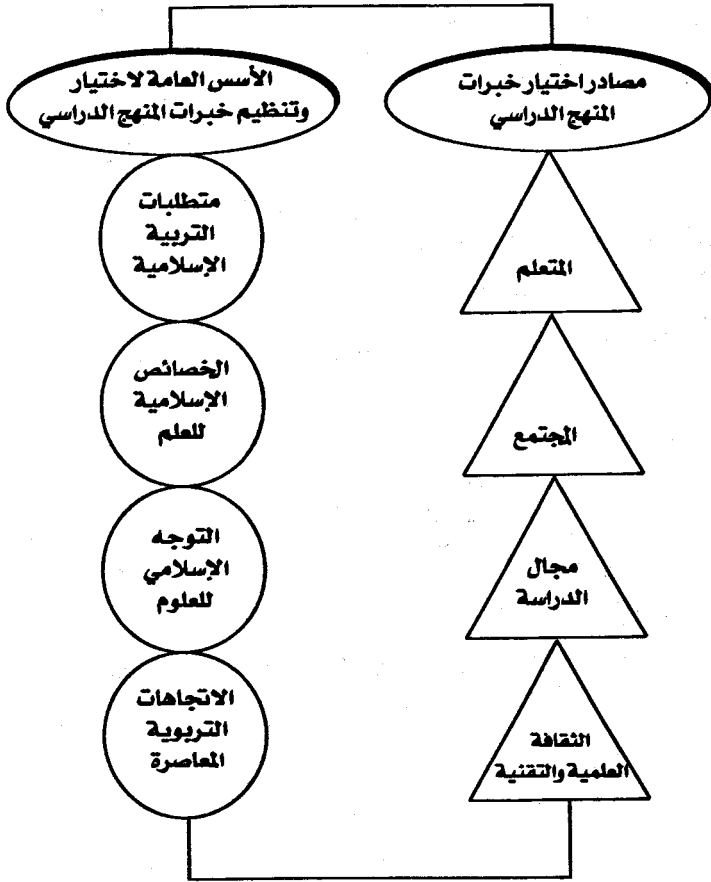 مصادر اختيار خبرات
المنهج الدراسي
المتعلم
المجتمع
مجال
الدراسة
الثقافة
العلمية والتقنية
الأسس العامة لاختيار
وتنظيم خبرات المنهج الدراسي
متطلبات
التربية
الإسلامية
الخصائص
الإسلامية
للعلم
التوجه
الإسلامي
للعلوم
الاتجاهات
التربوية
المعاصرة